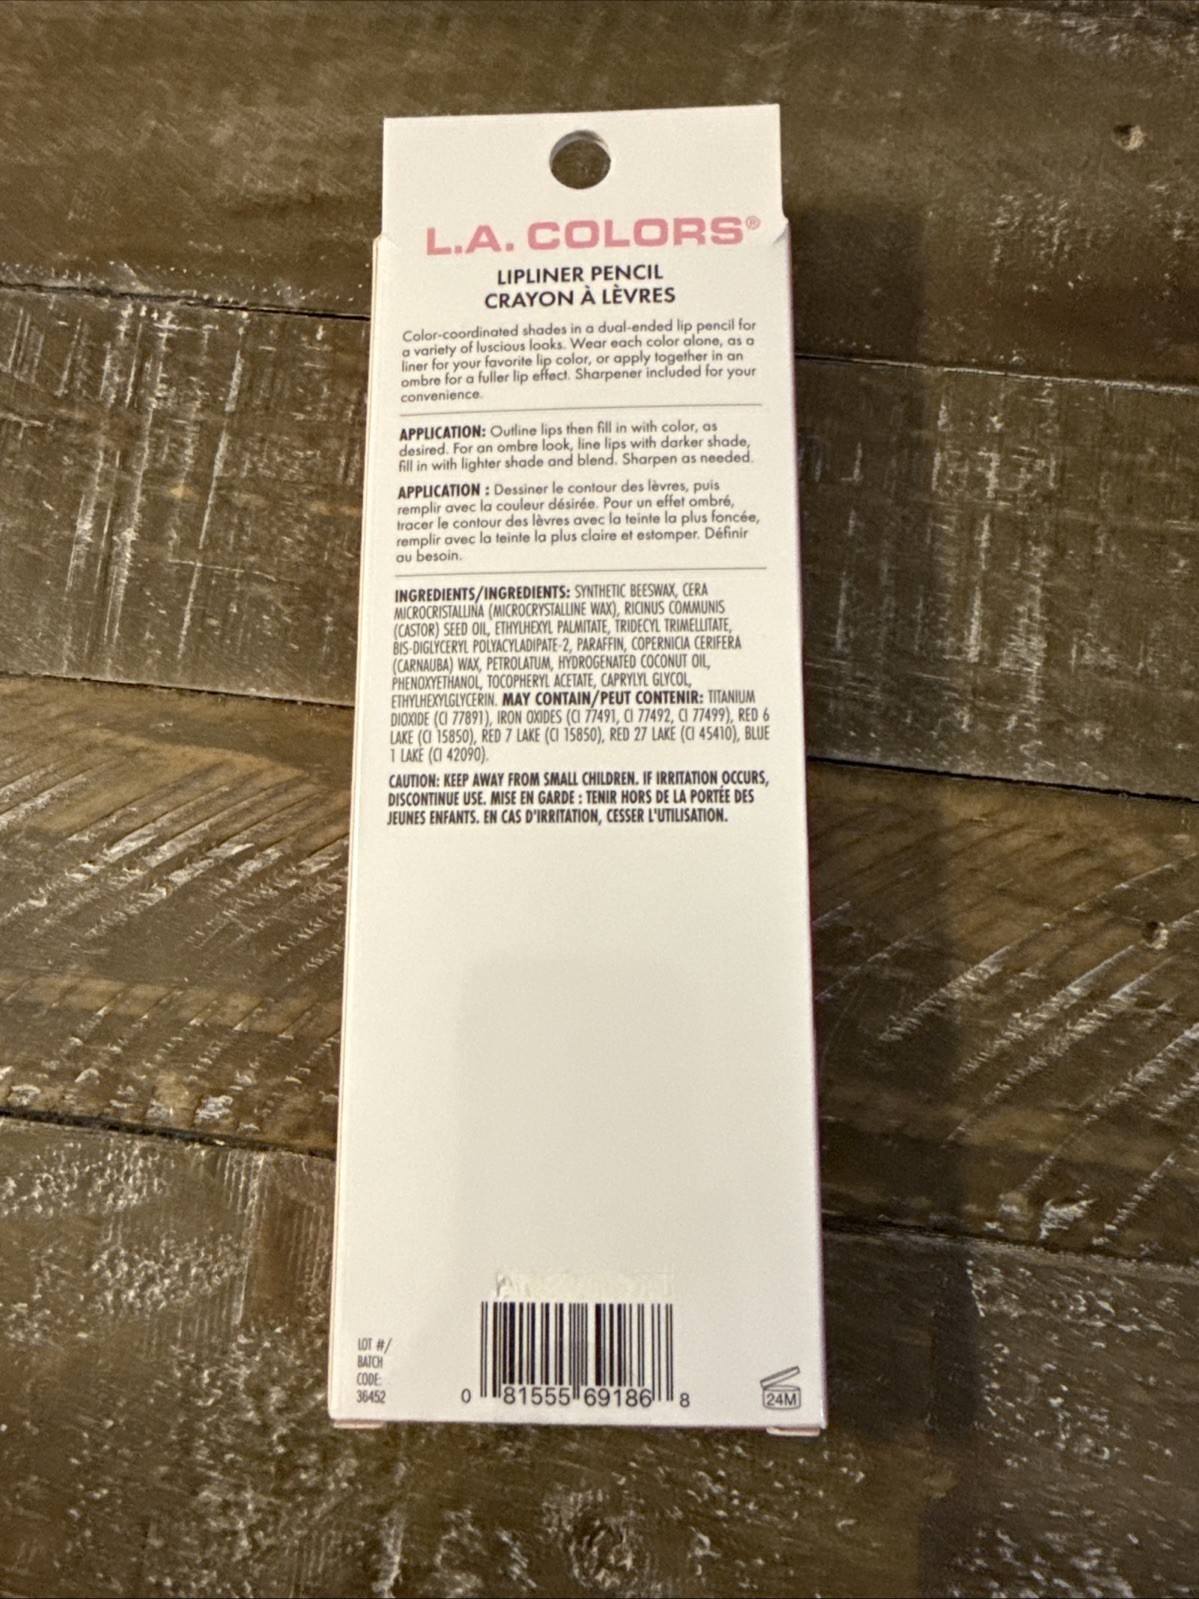 L.A. COLORS®
LIPLINER PENCIL
CRAYON À LÈVRES
Color-coordinated shades in a dual-ended lip pencil for
a variety of luscious looks. Wear each color alone, as a
liner for your favorite lip color, or apply together in an
ombre for a fuller lip effect. Sharpener included for your
convenience.
APPLICATION: Outline lips then fill in with color, as
desired. For an ombre look, line lips with darker shade,
fill in with lighter shade and blend. Sharpen as needed.
APPLICATION : Dessiner le contour des lèvres, puis
remplir avec la couleur désirée. Pour un effet ombré,
tracer le contour des lèvres avec la teinte la plus foncée,
remplir avec la teinte la plus claire et estomper. Définir
au besoin.
INGREDIENTS/INGREDIENTS: SYNTHETIC BEESWAX, CERA
MICROCRISTALLINA (MICROCRYSTALLINE WAX), RICINUS COMMUNIS
(CASTOR) SEED OIL, ETHYLHEXYL PALMITATE, TRIDECYL TRIMELLITATE,
BIS-DIGLYCERYL POLYACYLADIPATE-2, PARAFFIN, COPERNICIA CERIFERA
(CARNAUBA) WAX, PETROLATUM, HYDROGENATED COCONUT OIL,
PHENOXYETHANOL, TOCOPHERYL ACETATE, CAPRYLYL GLYCOL,
ETHYLHEXYLGLYCERIN. MAY CONTAIN/PEUT CONTENIR: TITANIUM
DIOXIDE (CI 77891), IRON OXIDES (CI 77491, CI 77492, CI 77499), RED 6
LAKE (CI 15850), RED 7 LAKE (CI 15850), RED 27 LAKE (CI 45410), BLUE
1 LAKE (CI 42090).
CAUTION: KEEP AWAY FROM SMALL CHILDREN. IF IRRITATION OCCURS,
DISCONTINUE USE. MISE EN GARDE : TENIR HORS DE LA PORTÉE DES
JEUNES ENFANTS. EN CAS D'IRRITATION, CESSER L'UTILISATION.
LOT #/
BATCH
CODE:
36452
0 81555 69186 8
24M